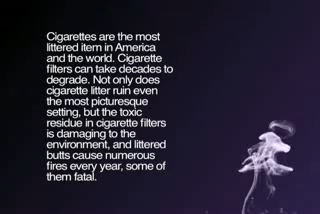 Cigarettes are the most
littered item in America
and the world. Cigarette
filters can take decades to
degrade. Not only does
cigarette litter ruin even
the most picturesque
setting, but the toxic
residue in cigarette filters
is damaging to the
environment, and littered
butts cause numerous
fires every year, some of
them fatal.